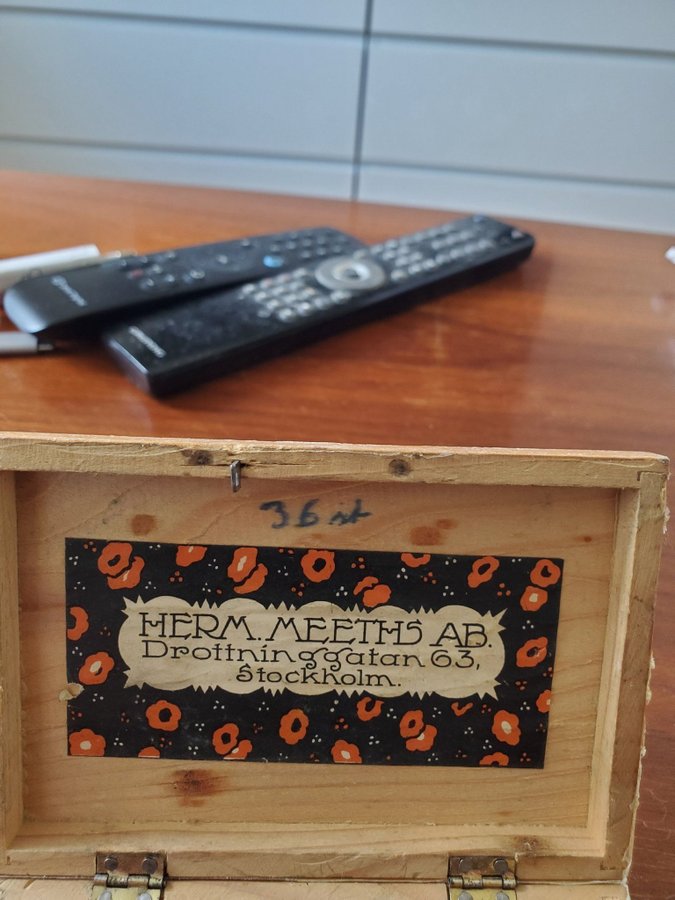 36 st
HERM. MEETHS AB.
Drottninggatan 63,
Stockholm.